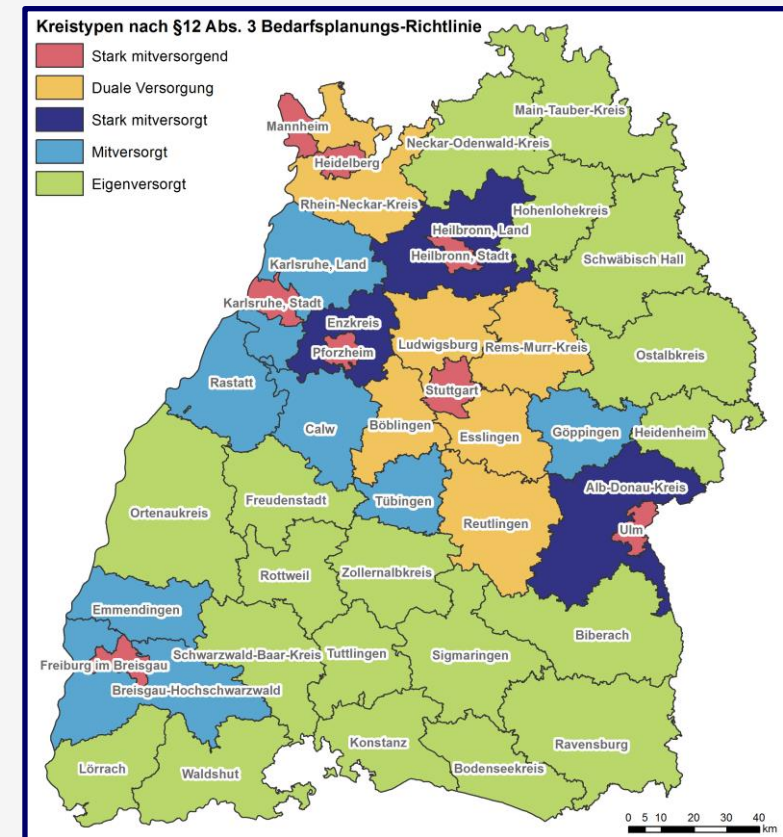 Kreistypen nach §12 Abs. 3 Bedarfsplanungs-Richtlinie
Stark mitversorgend
Duale Versorgung
Stark mitversorgt
Mitversorgt
Eigenversorgt
Main-Tauber-Kreis
Mannheim
Neckar-Odenwald-Kreis
Heidelberg
Rhein-Neckar-Kreis
Hohenlohekreis
Heilbronn, Land
Heilbronn, Stadt
Karlsruhe, Land
Schwäbisch Hall
Karlsruhe, Stadt
Enzkreis
Ludwigsburg
Rems-Murr-Kreis
Pforzheim
Ostalbkreis
Rastatt
Stuttgart
Calw
Böblingen
Esslingen
Göppingen
Heidenheim
Alb-Donau-Kreis
Tübingen
Freudenstadt
Ortenaukreis
Reutlingen
Ulm
Rottweil
Zollernalbkreis
Emmendingen
Biberach
Schwarzwald-Baar-Kreis
Tuttlingen
Sigmaringen
Freiburg im Breisgau
Breisgau-Hochschwarzwald
Konstanz
Ravensburg
Lörrach
Waldshut
Bodenseekreis
0 5 10 20 30 40
km